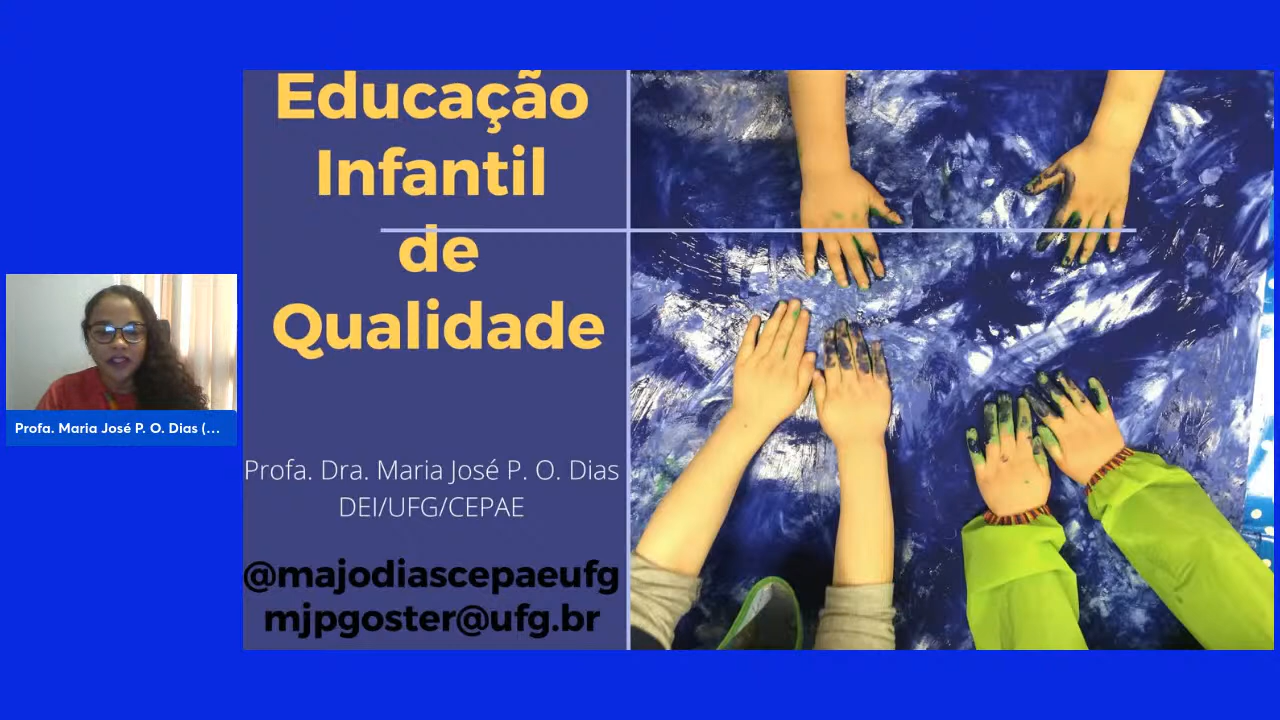 Educação
Infantil
de
Qualidade
Profa. Maria José P. O. Dias (...
Profa. Dra. Maria José P. O. Dias
DEI/UFG/CEPAE
@majodiascepaeufg
mjpgoster@ufg.br